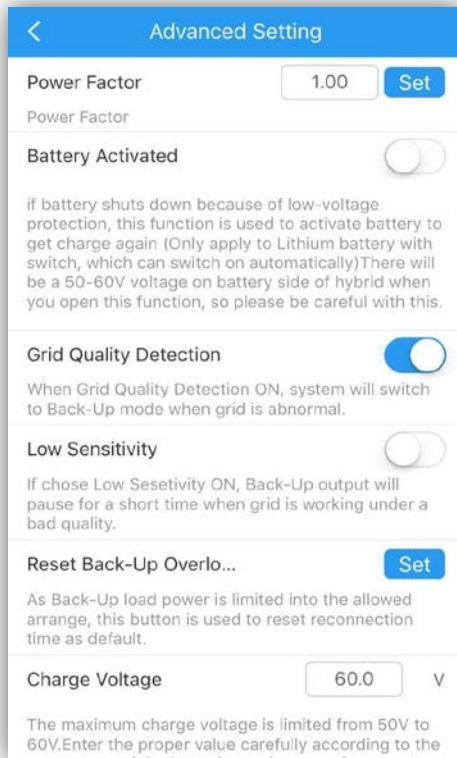 Advanced Setting
Power Factor 1.00 Set
Power Factor
Battery Activated
if battery shuts down because of low-voltage
protection, this function is used to activate battery to
get charge again (Only apply to Lithium battery with
switch, which can switch on automatically)There will
be a 50-60V voltage on battery side of hybrid when
you open this function, so please be careful with this.
Grid Quality Detection
When Grid Quality Detection ON, system will switch
to Back-Up mode when grid is abnormal.
Low Sensitivity
If chose Low Sesetivity ON, Back-Up output will
pause for a short time when grid is working under a
bad quality.
Reset Back-Up Overlo... Set
As Back-Up load power is limited into the allowed
arrange, this button is used to reset reconnection
time as default.
Charge Voltage 60.0 V
The maximum charge voltage is limited from 50V to
60V.Enter the proper value carefully according to the